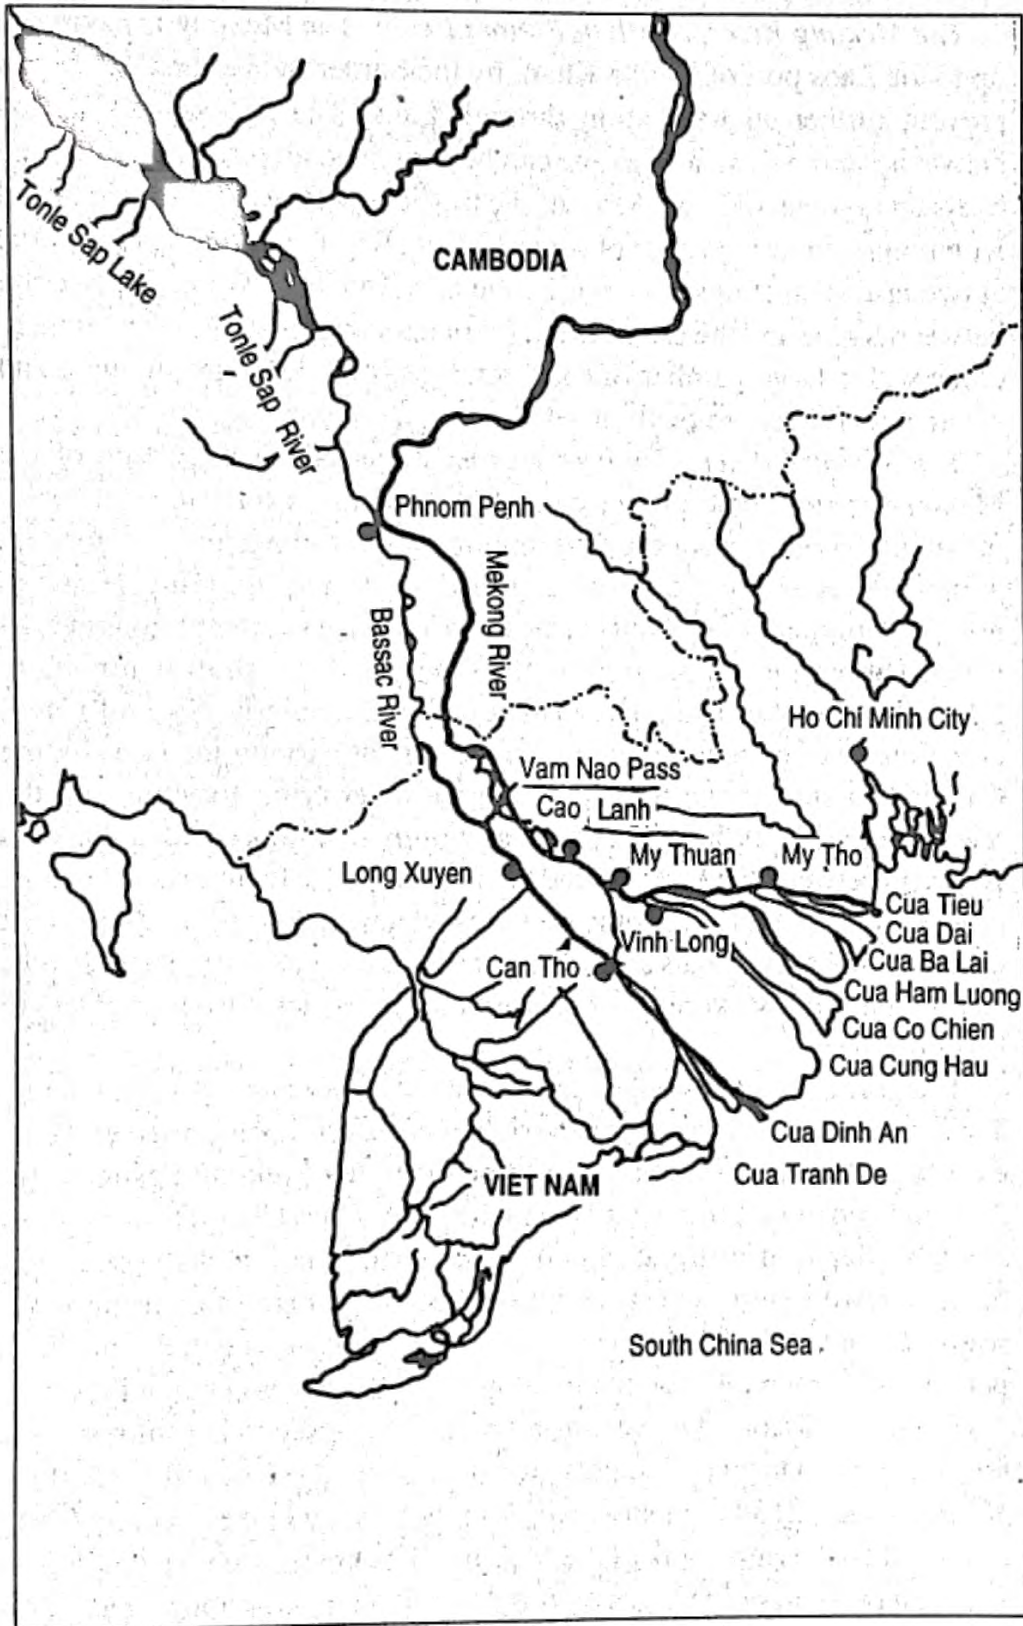 Tonle Sap Lake
CAMBODIA
Tonle Sap River
Phnom Penh
Mekong River
Bassac River
Ho Chi Minh City
Vam Nao Pass
Cao Lanh
My Thuan
My Tho
Long Xuyen
Cua Tieu
Cua Dai
Vinh Long
Cua Ba Lai
Can Tho
Cua Ham Luong
Cua Co Chien
Cua Cung Hau
Cua Dinh An
Cua Tranh De
VIET NAM
South China Sea